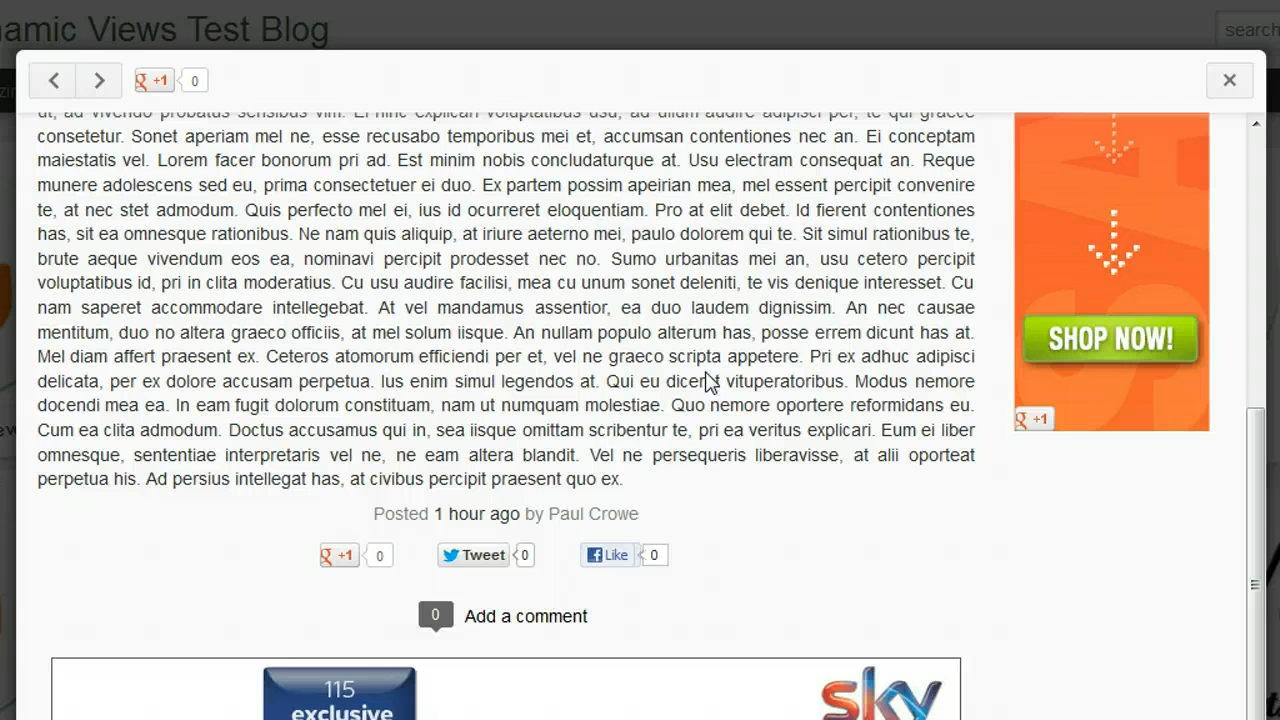 namic Views Test Blog
search
+1 0
ut, ad vivendo probatus sensibus vim. Ei hinc explicari voluptatibus usu, ad illum audire adipisci per, te qui graeco
consetetur. Sonet aperiam mel ne, esse recusabo temporibus mei et, accumsan contentiones nec an. Ei conceptam
maiestatis vel. Lorem facer bonorum pri ad. Est minim nobis concludaturque at. Usu electram consequat an. Reque
munere adolescens sed eu, prima consectetuer ei duo. Ex partem possim apeirian mea, mel essent percipit convenire
te, at nec stet admodum. Quis perfecto mel ei, ius id ocurreret eloquentiam. Pro at elit debet. Id fierent contentiones
has, sit ea omnesque rationibus. Ne nam quis aliquip, at iriure aeterno mei, paulo dolorem qui te. Sit simul rationibus te,
brute aeque vivendum eos ea, nominavi percipit prodesset nec no. Sumo urbanitas mei an, usu cetero percipit
voluptatibus id, pri in clita moderatius. Cu usu audire facilisi, mea cu unum sonet deleniti, te vis denique interesset. Cu
nam saperet accommodare intellegebat. At vel mandamus assentior, ea duo laudem dignissim. An nec causae
mentitum, duo no altera graeco officiis, at mel solum iisque. An nullam populo alterum has, posse errem dicunt has at.
Mel diam affert praesent ex. Ceteros atomorum efficiendi per et, vel ne graeco scripta appetere. Pri ex adhuc adipisci
delicata, per ex dolore accusam perpetua. Ius enim simul legendos at. Qui eu dicerit vituperatoribus. Modus nemore
docendi mea ea. In eam fugit dolorum constituam, nam ut numquam molestiae. Quo nemore oportere reformidans eu.
Cum ea clita admodum. Doctus accusamus qui in, sea iisque omittam scribentur te, pri ea veritus explicari. Eum ei liber
omnesque, sententiae interpretaris vel ne, ne eam altera blandit. Vel ne persequeris liberavisse, at alii oporteat
perpetua his. Ad persius intellegat has, at civibus percipit praesent quo ex.
SHOP NOW!
+1
Posted 1 hour ago by Paul Crowe
+1 0 Tweet 0 Like 0
0 Add a comment
115
exclusive
sky